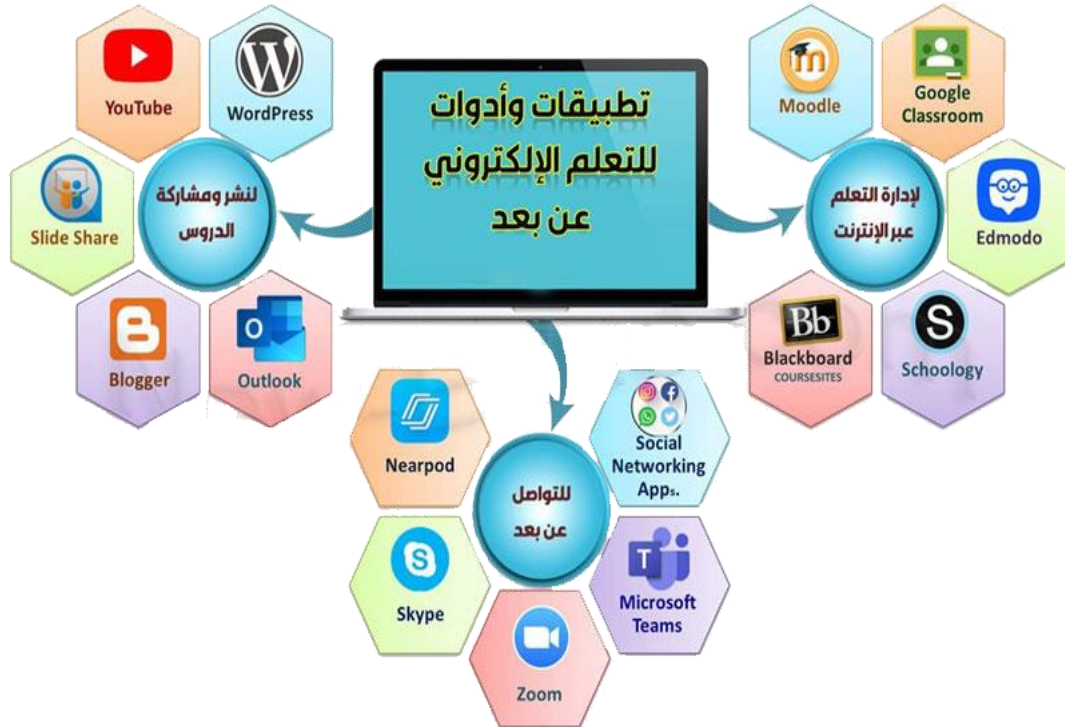 تطبيقات وأدوات
للتعلم الإلكتروني
عن بعد
لإدارة التعلم
عبر الإنترنت
Moodle
Google
Classroom
Edmodo
Schoology
Bb
Blackboard
COURSESITES
لنشر ومشاركة
الدروس
YouTube
WordPress
Slide Share
Blogger
Outlook
للتواصل
عن بعد
Nearpod
Social
Networking
Apps.
Skype
Microsoft
Teams
Zoom